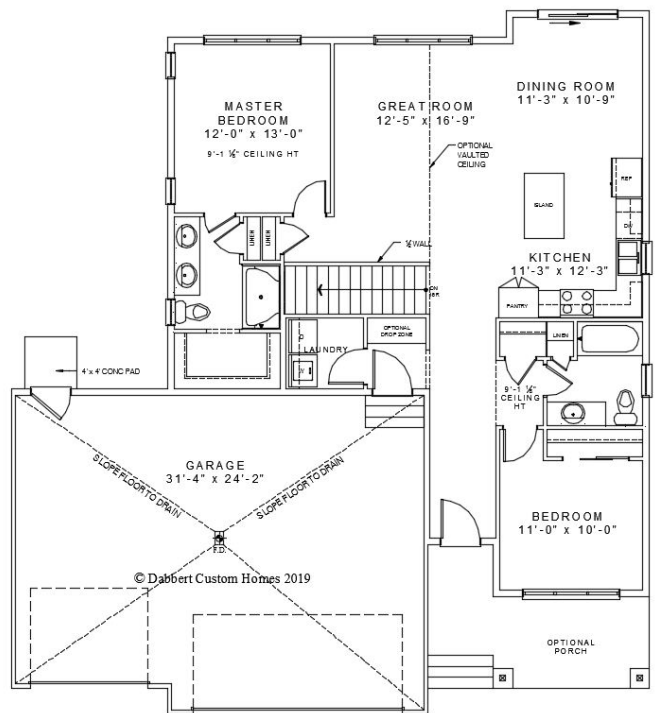 DINING ROOM
11'-3" x 10'-9"
MASTER
BEDROOM
12'-0" x 13'-0"
9'-1 ⅛" CEILING HT
GREAT ROOM
12'-5" x 16'-9"
OPTIONAL
VAULTED
CEILING
REF
ISLAND
DW
LINEN
LINEN
½ WALL
KITCHEN
11'-3" x 12'-3"
DN
PANTRY
OPTIONAL
DROP ZONE
D
LAUNDRY
W
LINEN
4' x 4' CONC PAD
9'-1 ⅛"
CEILING
HT
GARAGE
31'-4" x 24'-2"
SLOPE FLOOR TO DRAIN
SLOPE FLOOR TO DRAIN
F.D.
BEDROOM
11'-0" x 10'-0"
© Dabbert Custom Homes 2019
OPTIONAL
PORCH